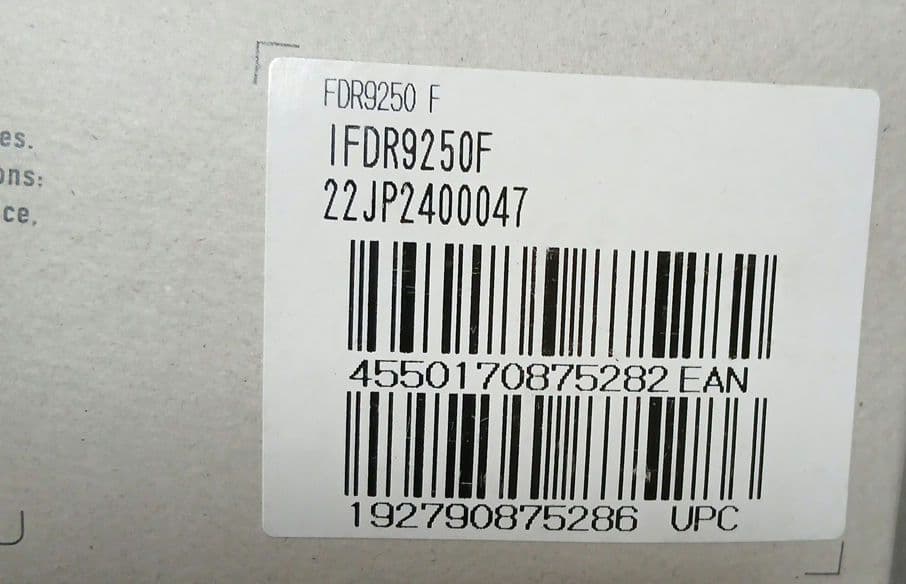 es.
ons:
ce,
FDR9250 F
IFDR9250F
22JP2400047
4550170875282 EAN
192790875286 UPC